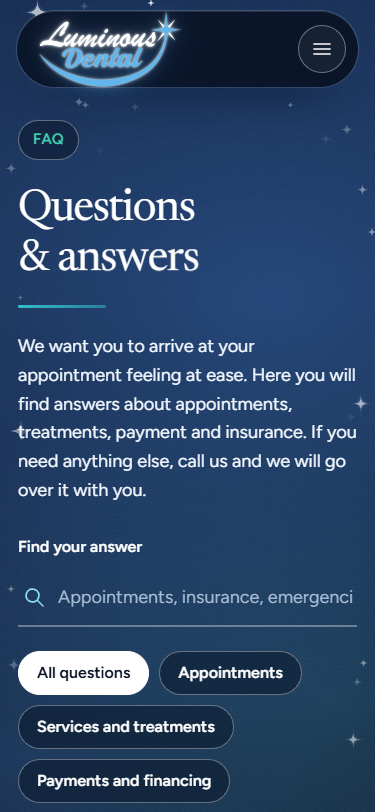 Luminous
Dental
FAQ
Questions
& answers
We want you to arrive at your
appointment feeling at ease. Here you will
find answers about appointments,
treatments, payment and insurance. If you
need anything else, call us and we will go
over it with you.
Find your answer
Appointments, insurance, emergenci
All questions
Appointments
Services and treatments
Payments and financing